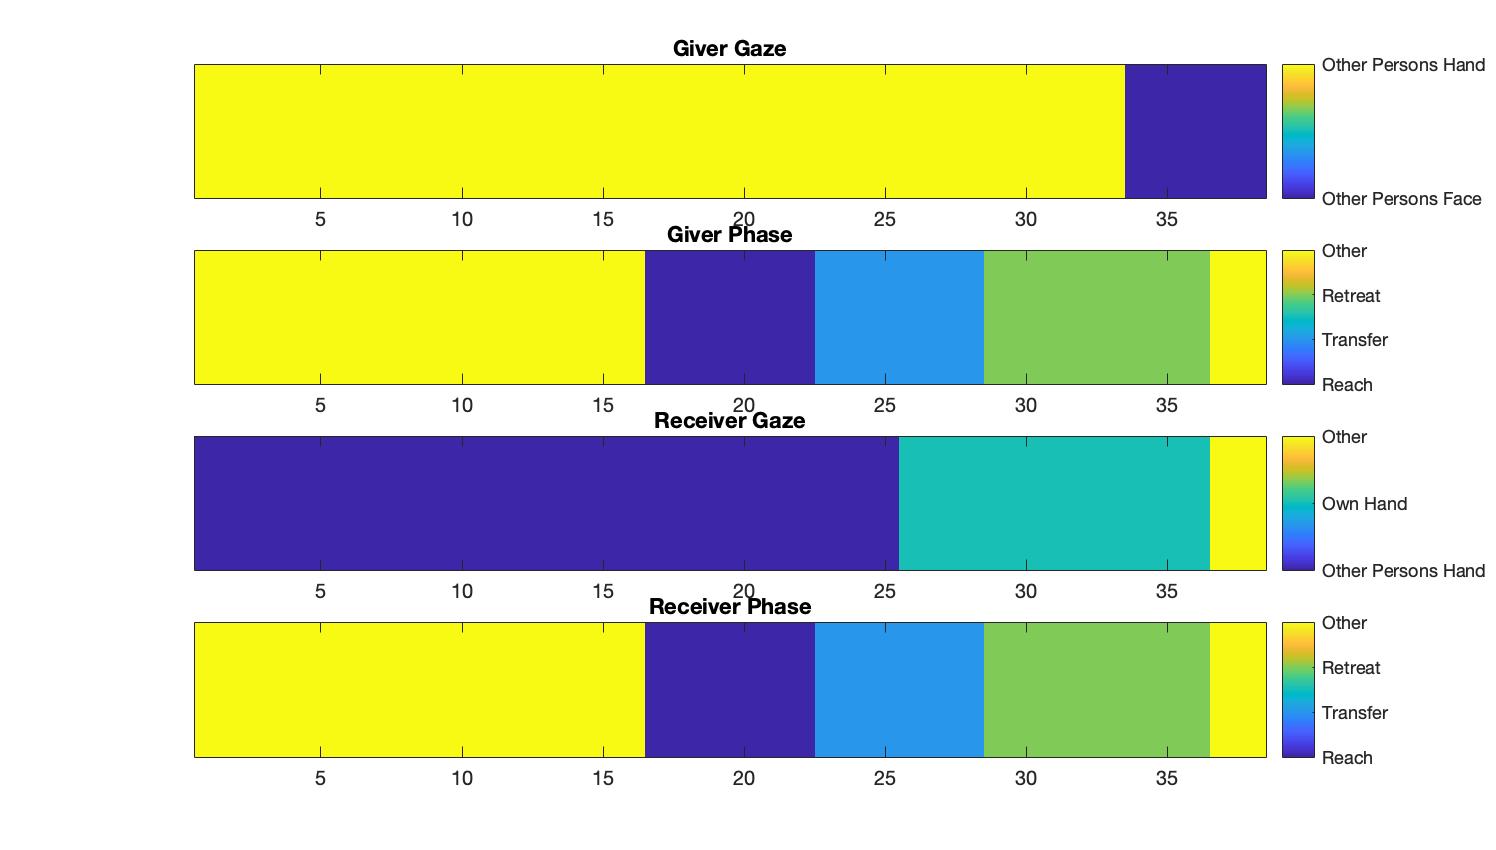 Giver Gaze
Other Persons Hand
Other Persons Face
5 10 15 20 25 30 35
Giver Phase
Other
Retreat
Transfer
Reach
5 10 15 20 25 30 35
Receiver Gaze
Other
Own Hand
Other Persons Hand
5 10 15 20 25 30 35
Receiver Phase
Other
Retreat
Transfer
Reach
5 10 15 20 25 30 35